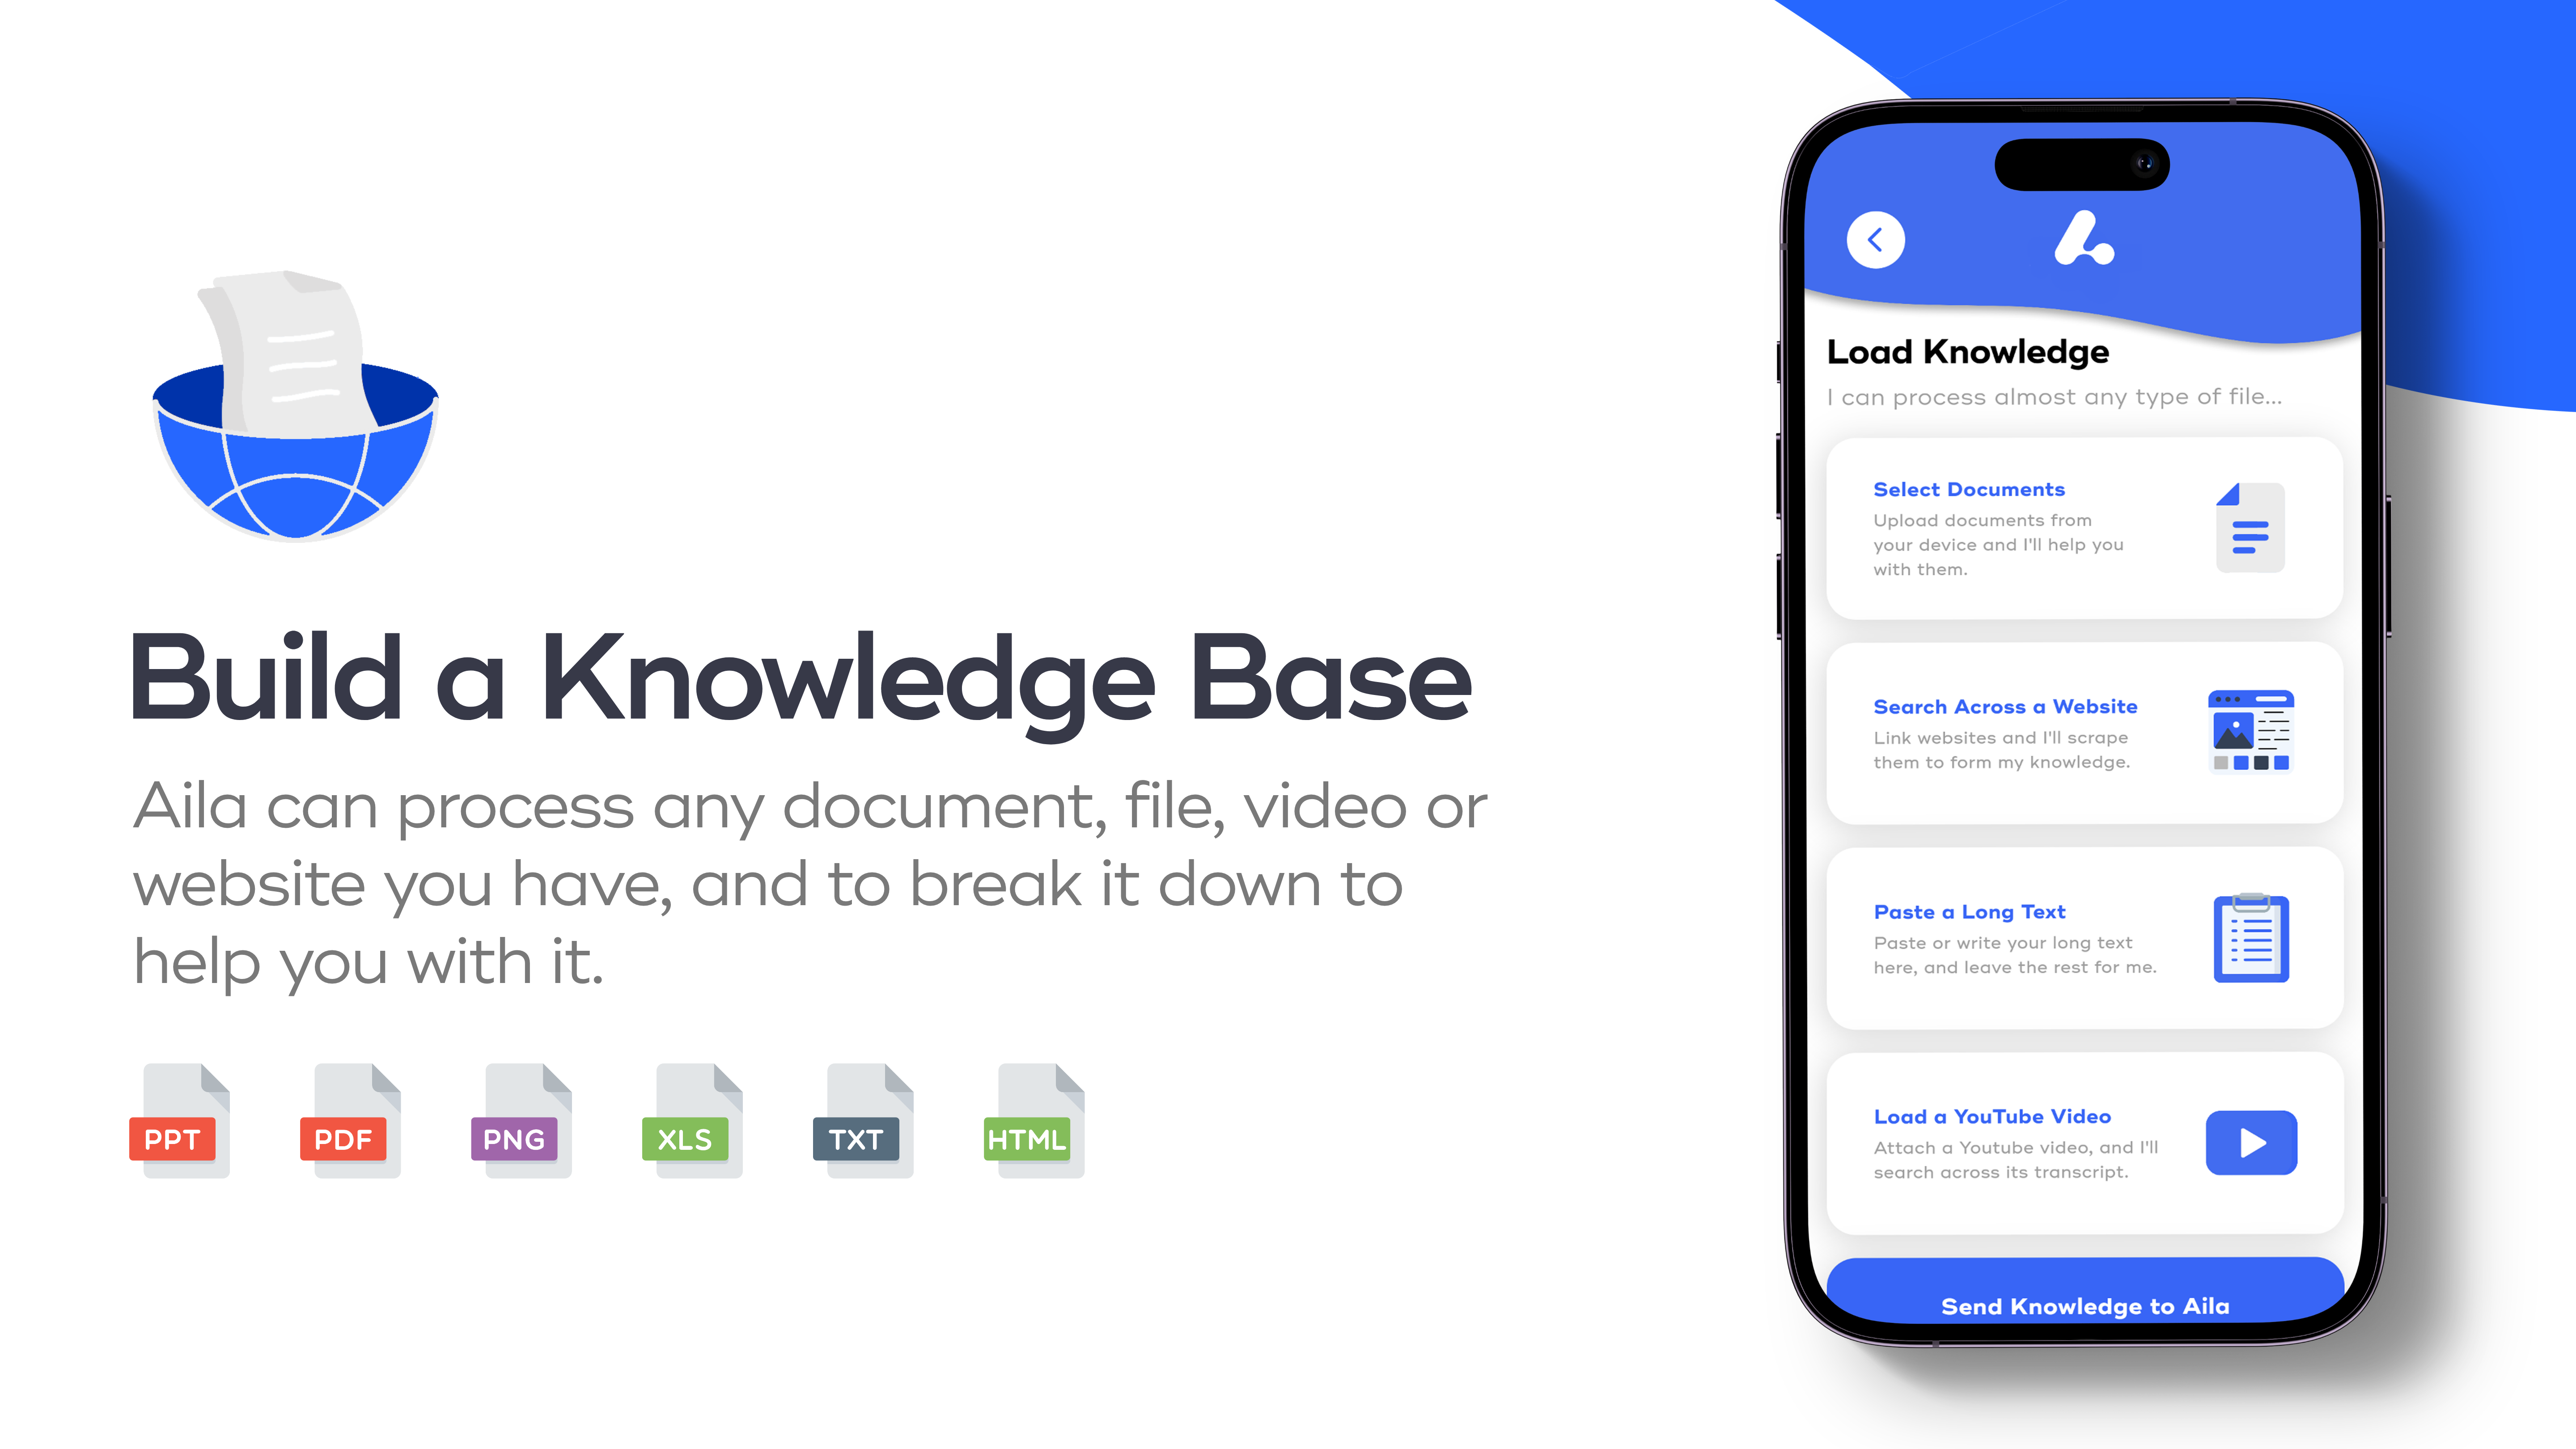 Build a Knowledge Base
Aila can process any document, file, video or
website you have, and to break it down to
help you with it.
PPT
PDF
PNG
XLS
TXT
HTML
Load Knowledge
I can process almost any type of file...
Select Documents
Upload documents from
your device and I'll help you
with them.
Search Across a Website
Link websites and I'll scrape
them to form my knowledge.
Paste a Long Text
Paste or write your long text
here, and leave the rest for me.
Load a YouTube Video
Attach a Youtube video, and I'll
search across its transcript.
Send Knowledge to Aila